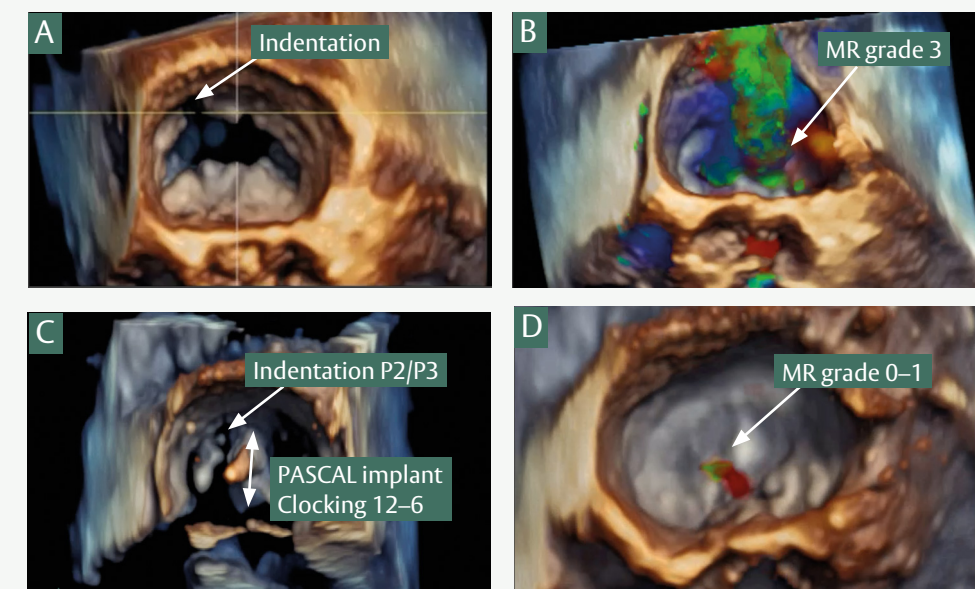 A
Indentation
B
MR grade 3
C
Indentation P2/P3
PASCAL implant
Clocking 12–6
D
MR grade 0–1